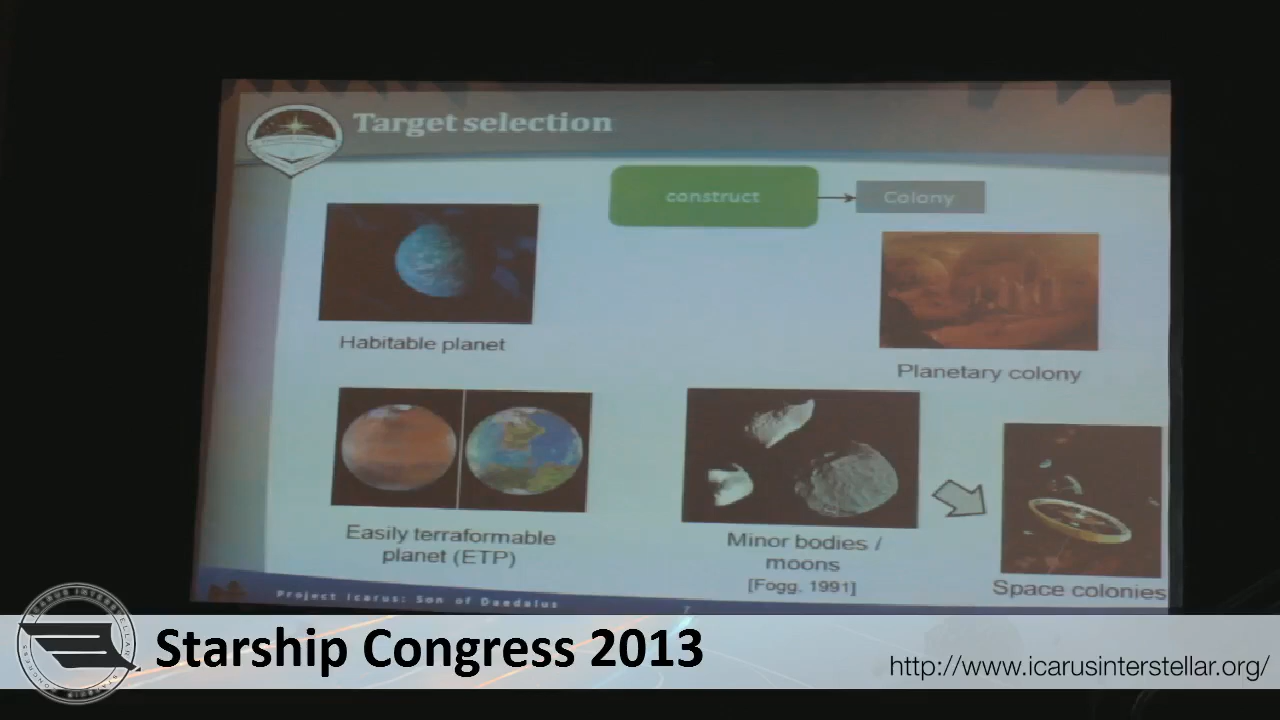 Target selection
construct
Colony
Habitable planet
Planetary colony
Easily terraformable
planet (ETP)
Minor bodies /
moons
[Fogg, 1991]
Space colonies
Project Icarus: Son of Daedalus
7
Starship Congress 2013
http://www.icarusinterstellar.org/